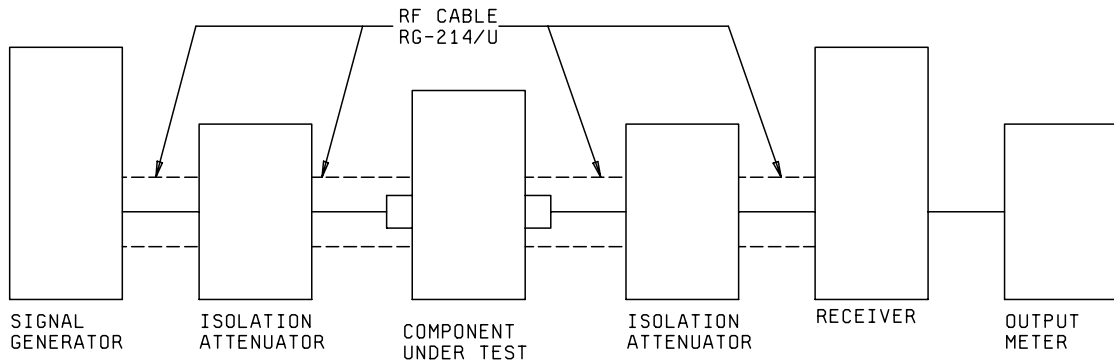 RF CABLE
RG-214/U
SIGNAL
GENERATOR
ISOLATION
ATTENUATOR
COMPONENT
UNDER TEST
ISOLATION
ATTENUATOR
RECEIVER
OUTPUT
METER